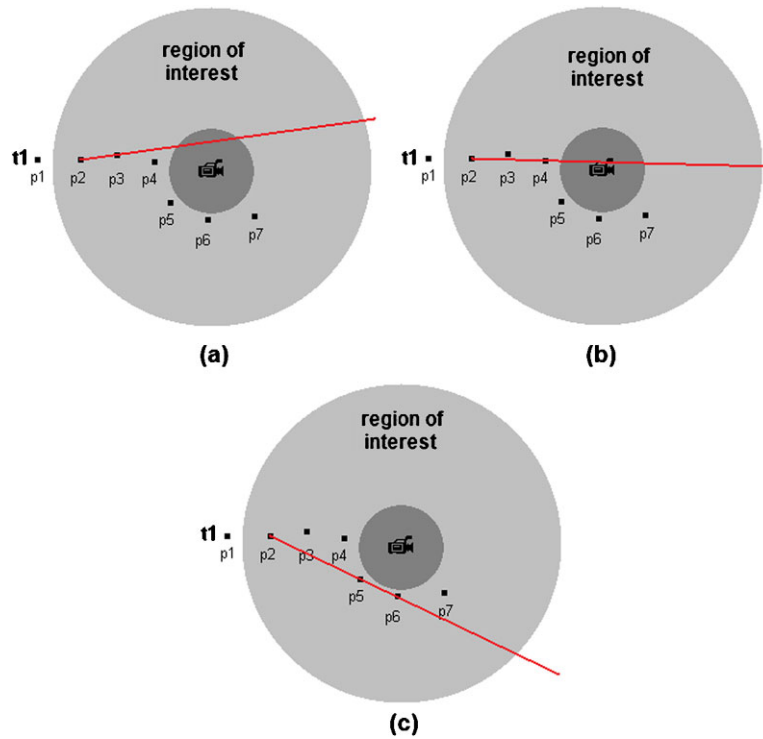 region of
interest
t1
p1
p2
p3
p4
p5
p6
p7
(a)
region of
interest
t1
p1
p2
p3
p4
p5
p6
p7
(b)
region of
interest
t1
p1
p2
p3
p4
p5
p6
p7
(c)